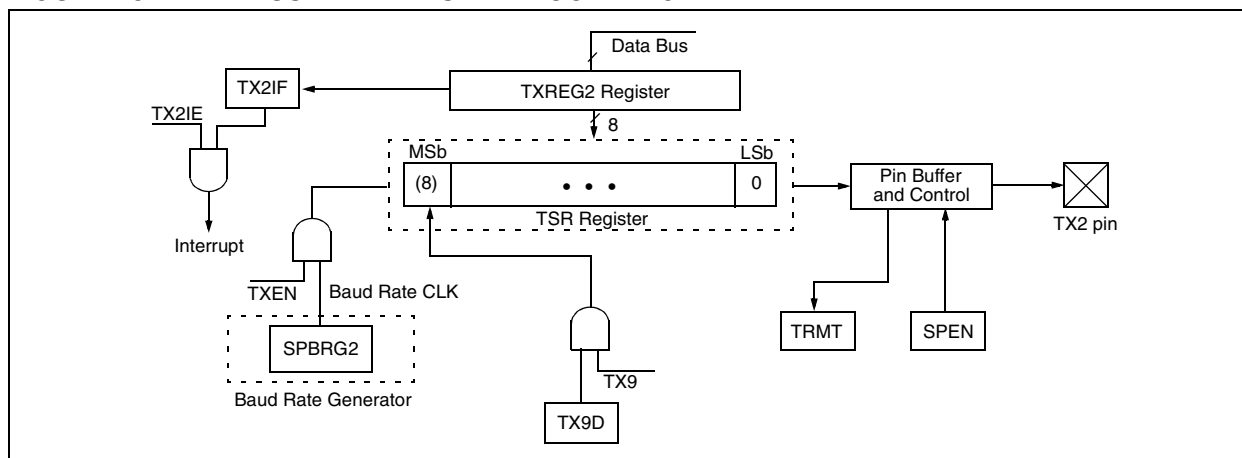 Data Bus
TX2IF
TXREG2 Register
TX2IE
8
MSb
LSb
(8)
• • •
0
Pin Buffer
and Control
TSR Register
TX2 pin
Interrupt
TXEN
Baud Rate CLK
TRMT
SPEN
SPBRG2
TX9
Baud Rate Generator
TX9D